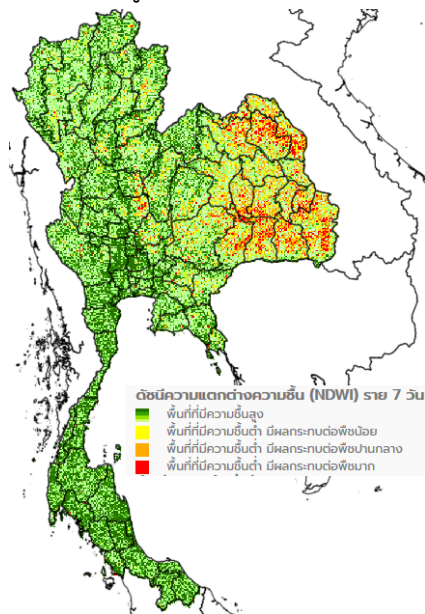 ดัชนีความแตกต่างความชื้น (NDWI) ราย 7 วัน
พื้นที่ที่มีความชื้นสูง
พื้นที่ที่มีความชื้นต่ำ มีผลกระทบต่อพืชน้อย
พื้นที่ที่มีความชื้นต่ำ มีผลกระทบต่อพืชปานกลาง
พื้นที่ที่มีความชื้นต่ำ มีผลกระทบต่อพืชมาก